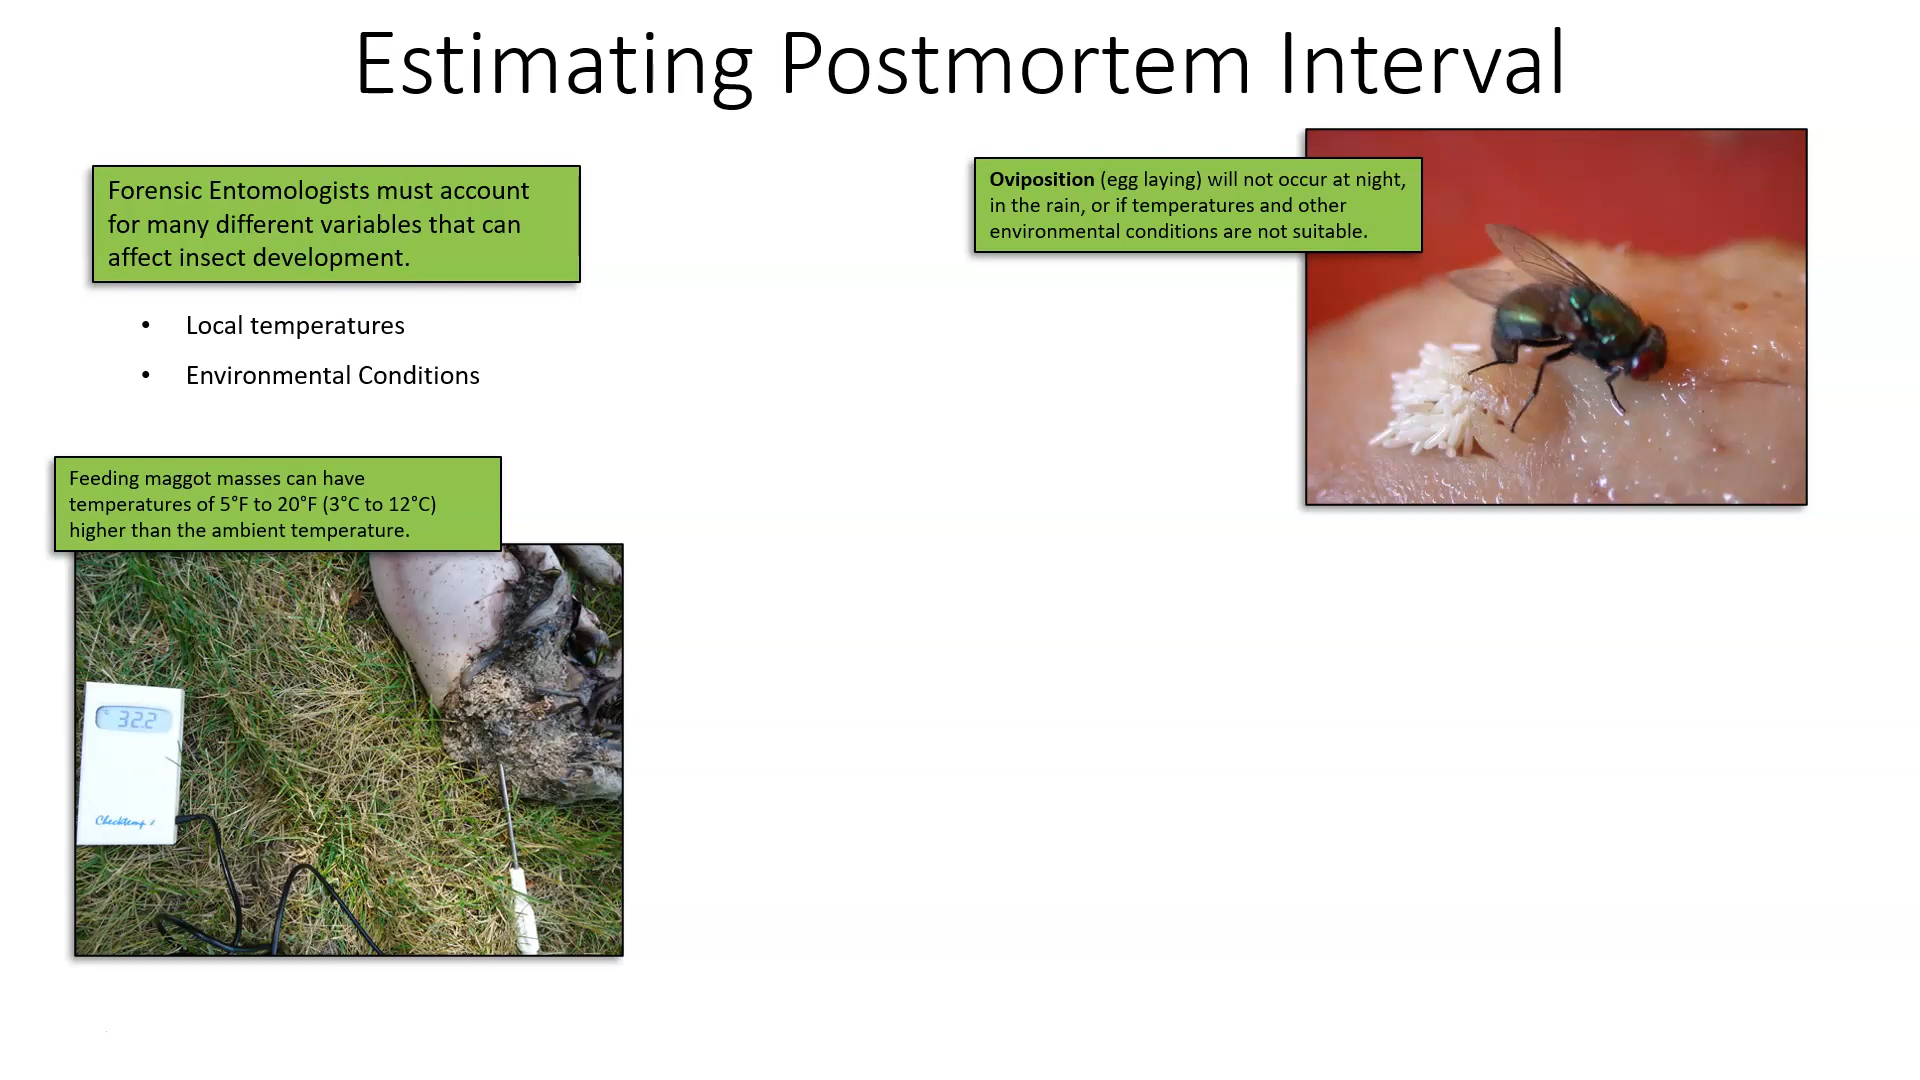 Estimating Postmortem Interval
Forensic Entomologists must account
for many different variables that can
affect insect development.
• Local temperatures
• Environmental Conditions
Oviposition (egg laying) will not occur at night,
in the rain, or if temperatures and other
environmental conditions are not suitable.
Feeding maggot masses can have
temperatures of 5°F to 20°F (3°C to 12°C)
higher than the ambient temperature.
32.2
Checktemp